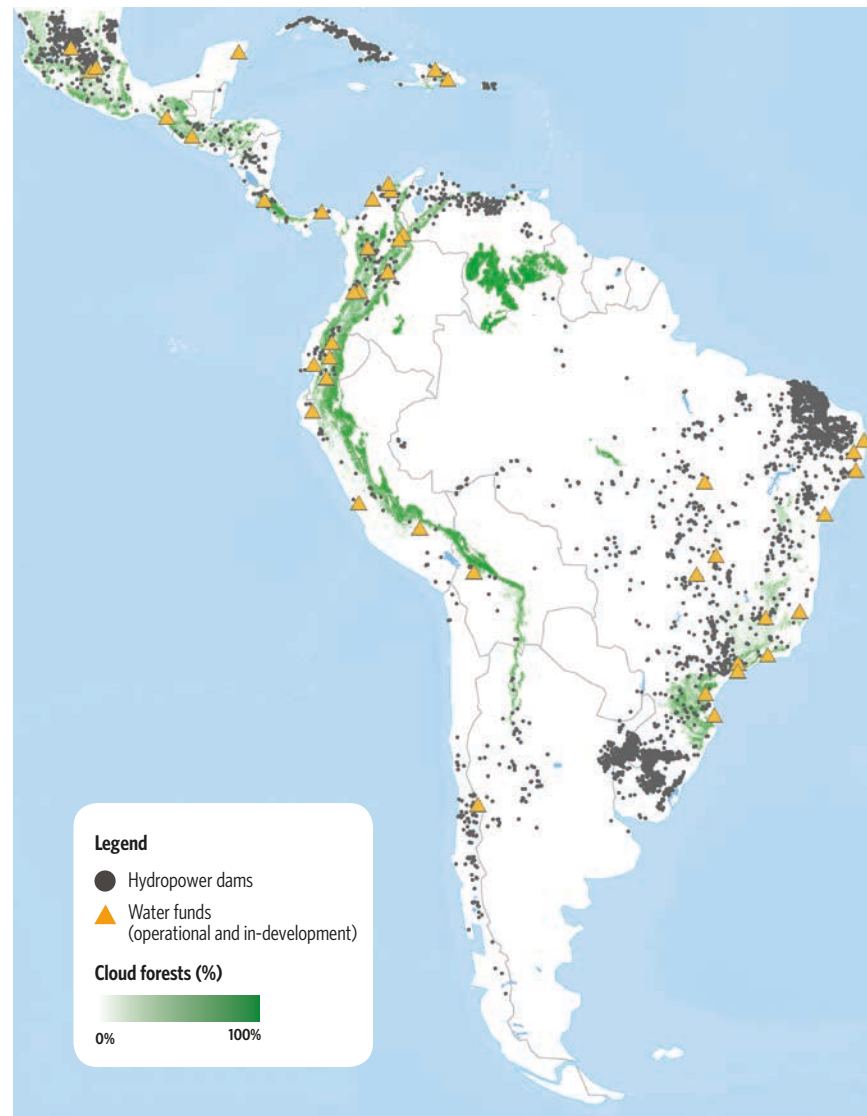 Legend
Hydropower dams
Water funds
(operational and in-development)
Cloud forests (%)
0%
100%